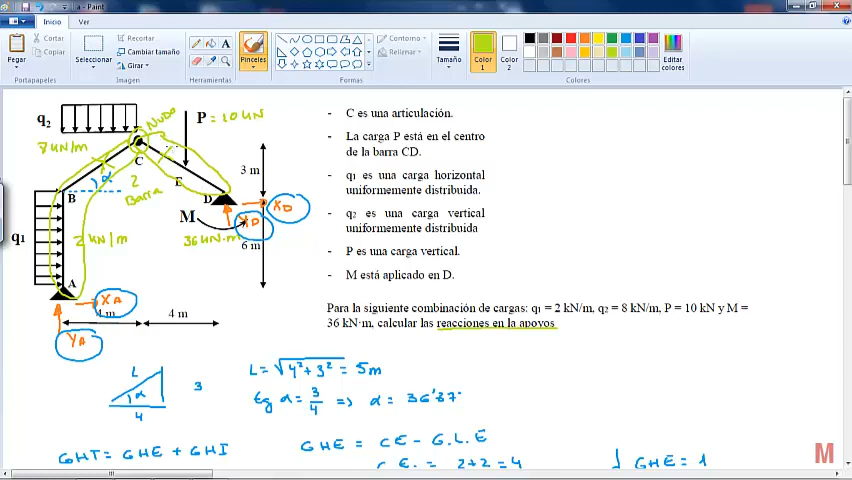 a - Paint
Inicio
Ver
Pegar
Cortar
Copiar
Portapapeles
Seleccionar
Recortar
Cambiar tamaño
Girar
Imagen
A
Herramientas
Pinceles
Contorno
Rellenar
Formas
Tamaño
Color 1
Color 2
Editar colores
Colores
q2
8 kN/m
Nudo
P = 10 kN
C
α
2
Barra
E
D
3 m
B
XD
M
YD
36 kN·m
6 m
q1
2 kN/m
A
XA
4 m
4 m
YA
- C es una articulación.
- La carga P está en el centro
de la barra CD.
- q1 es una carga horizontal
uniformemente distribuida.
- q2 es una carga vertical
uniformemente distribuida
- P es una carga vertical.
- M está aplicado en D.
Para la siguiente combinación de cargas: q1 = 2 kN/m, q2 = 8 kN/m, P = 10 kN y M =
36 kN·m, calcular las reacciones en la apoyos
L
α
3
4
L = √4² + 3² = 5 m
tg α = 3/4 => α = 36'87°
GHT = GHE + GHI
GHE = CE - G.L.E
C.E. = 2+2 = 4
GHE = 1
M